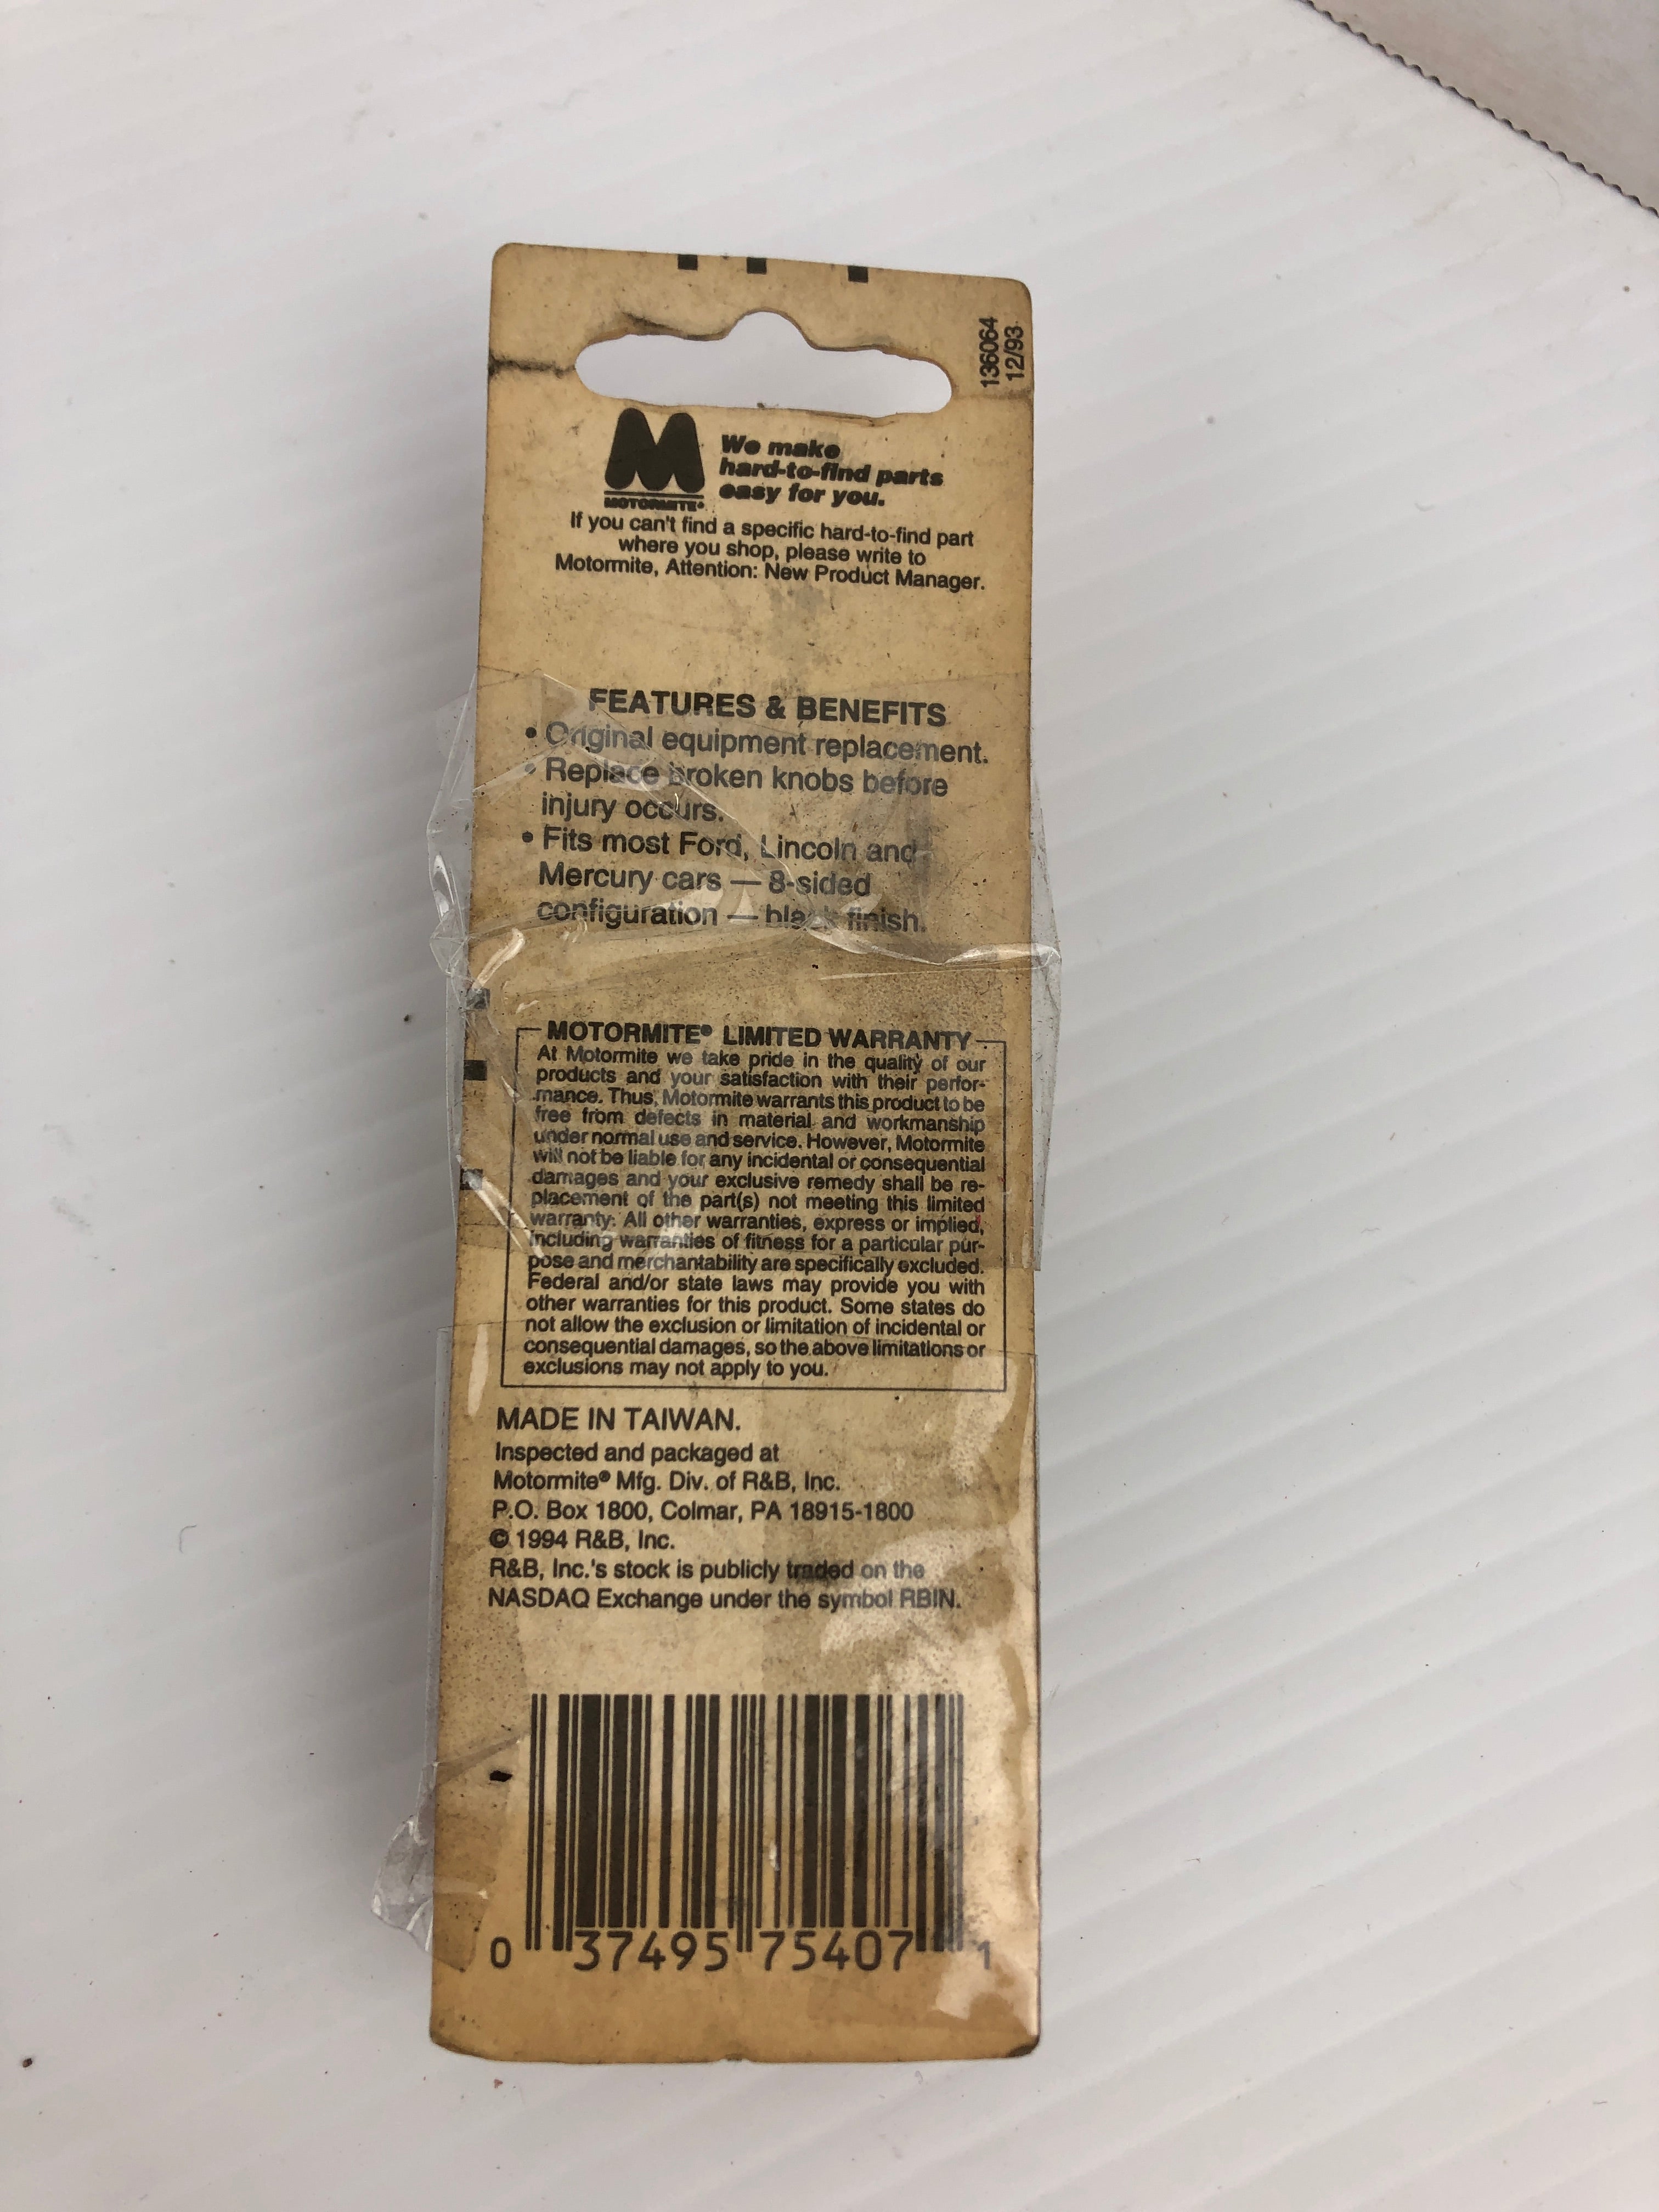 136064
12/93
MOTORMITE®
We make
hard-to-find parts
easy for you.
If you can't find a specific hard-to-find part
where you shop, please write to
Motormite, Attention: New Product Manager.
FEATURES & BENEFITS
• Original equipment replacement.
• Replace broken knobs before
injury occurs.
• Fits most Ford, Lincoln and
Mercury cars — 8-sided
configuration — black finish.
MOTORMITE® LIMITED WARRANTY
At Motormite we take pride in the quality of our
products and your satisfaction with their perfor-
mance. Thus, Motormite warrants this product to be
free from defects in material and workmanship
under normal use and service. However, Motormite
will not be liable for any incidental or consequential
damages and your exclusive remedy shall be re-
placement of the part(s) not meeting this limited
warranty. All other warranties, express or implied,
including warranties of fitness for a particular pur-
pose and merchantability are specifically excluded.
Federal and/or state laws may provide you with
other warranties for this product. Some states do
not allow the exclusion or limitation of incidental or
consequential damages, so the above limitations or
exclusions may not apply to you.
MADE IN TAIWAN.
Inspected and packaged at
Motormite® Mfg. Div. of R&B, Inc.
P.O. Box 1800, Colmar, PA 18915-1800
© 1994 R&B, Inc.
R&B, Inc.'s stock is publicly traded on the
NASDAQ Exchange under the symbol RBIN.
0 37495 75407 1